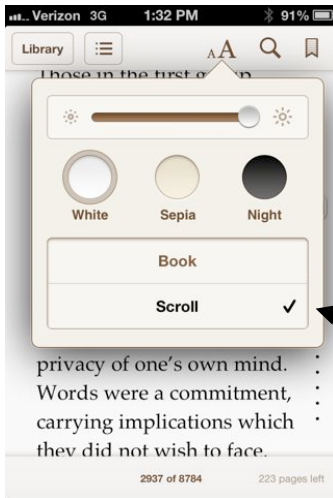 Verizon 3G 1:32 PM 91%
Library AA
Those in the first group
White Sepia Night
Book
Scroll
privacy of one's own mind.
Words were a commitment,
carrying implications which
they did not wish to face.
2937 of 8784 223 pages left